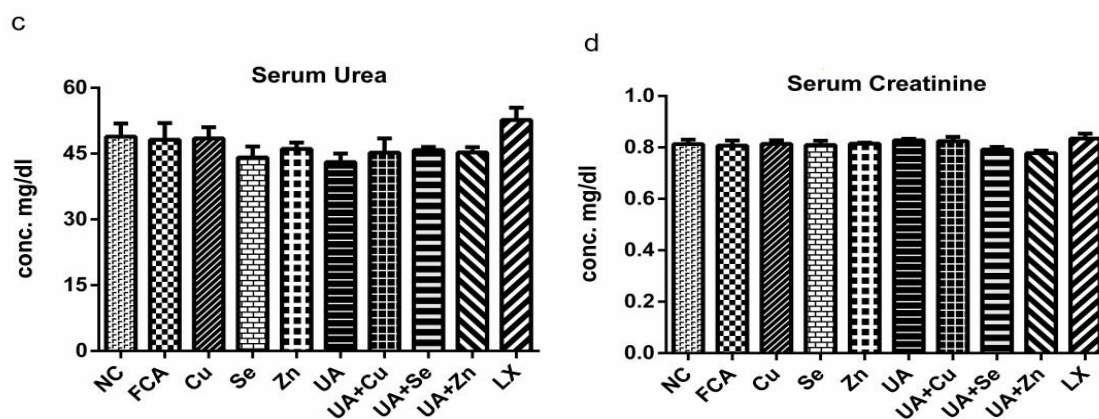 c
Serum Urea
conc. mg/dl
60
45
30
15
0
NC
FCA
Cu
Se
Zn
UA
UA+Cu
UA+Se
UA+Zn
LX
d
Serum Creatinine
conc. mg/dl
1.0
0.8
0.6
0.4
0.2
0.0
NC
FCA
Cu
Se
Zn
UA
UA+Cu
UA+Se
UA+Zn
LX